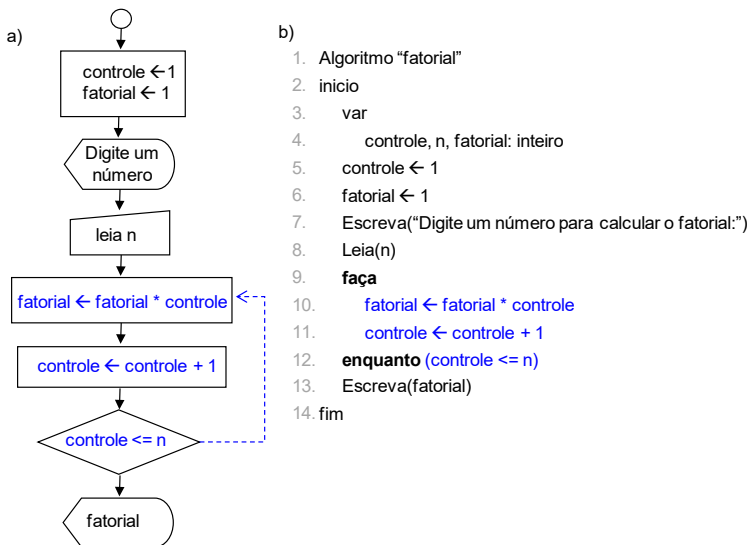 a)
controle ←1
fatorial ← 1
Digite um
número
leia n
fatorial ← fatorial * controle
controle ← controle + 1
controle <= n
fatorial
b)
1. Algoritmo “fatorial”
2. inicio
3. var
4. controle, n, fatorial: inteiro
5. controle ← 1
6. fatorial ← 1
7. Escreva(“Digite um número para calcular o fatorial:”)
8. Leia(n)
9. faça
10. fatorial ← fatorial * controle
11. controle ← controle + 1
12. enquanto (controle <= n)
13. Escreva(fatorial)
14. fim